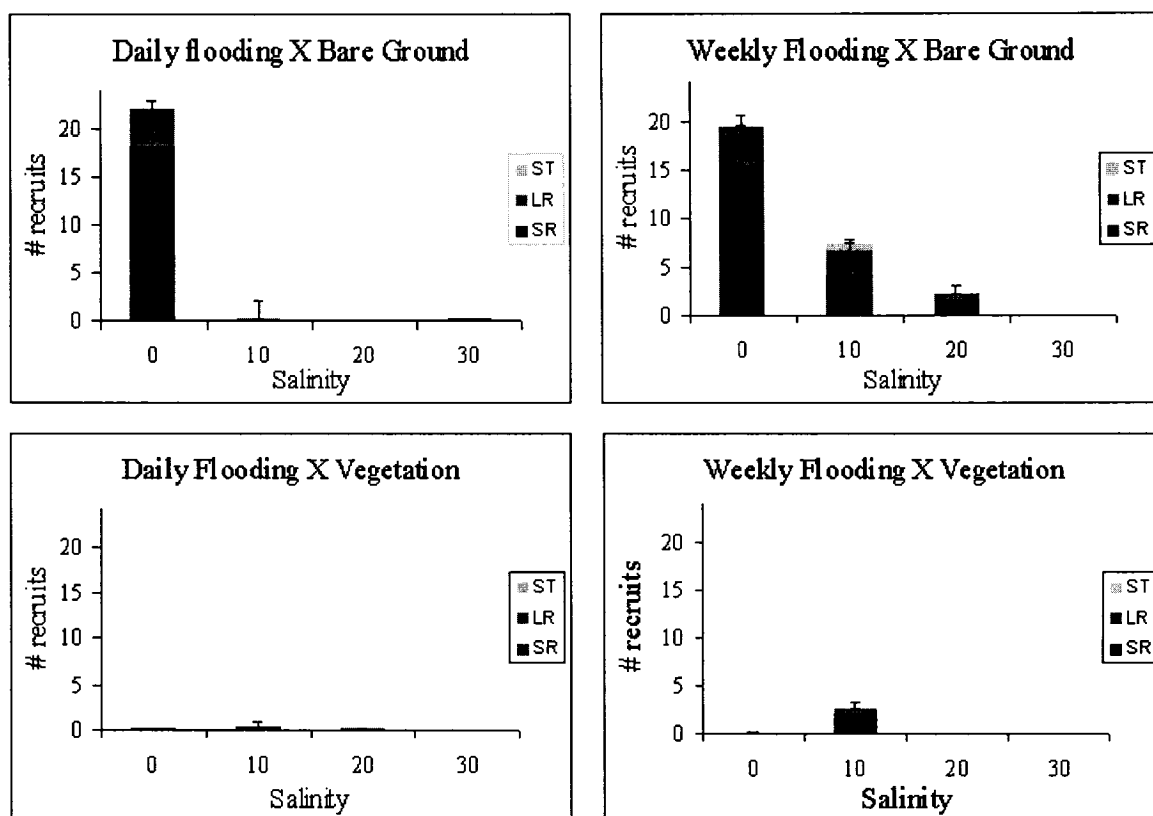 Daily flooding X Bare Ground
# recruits
20
15
10
5
0
0 10 20 30
Salinity
ST
LR
SR
Weekly Flooding X Bare Ground
# recruits
20
15
10
5
0
0 10 20 30
Salinity
ST
LR
SR
Daily Flooding X Vegetation
# recruits
20
15
10
5
0
0 10 20 30
Salinity
ST
LR
SR
Weekly Flooding X Vegetation
# recruits
20
15
10
5
0
0 10 20 30
Salinity
ST
LR
SR